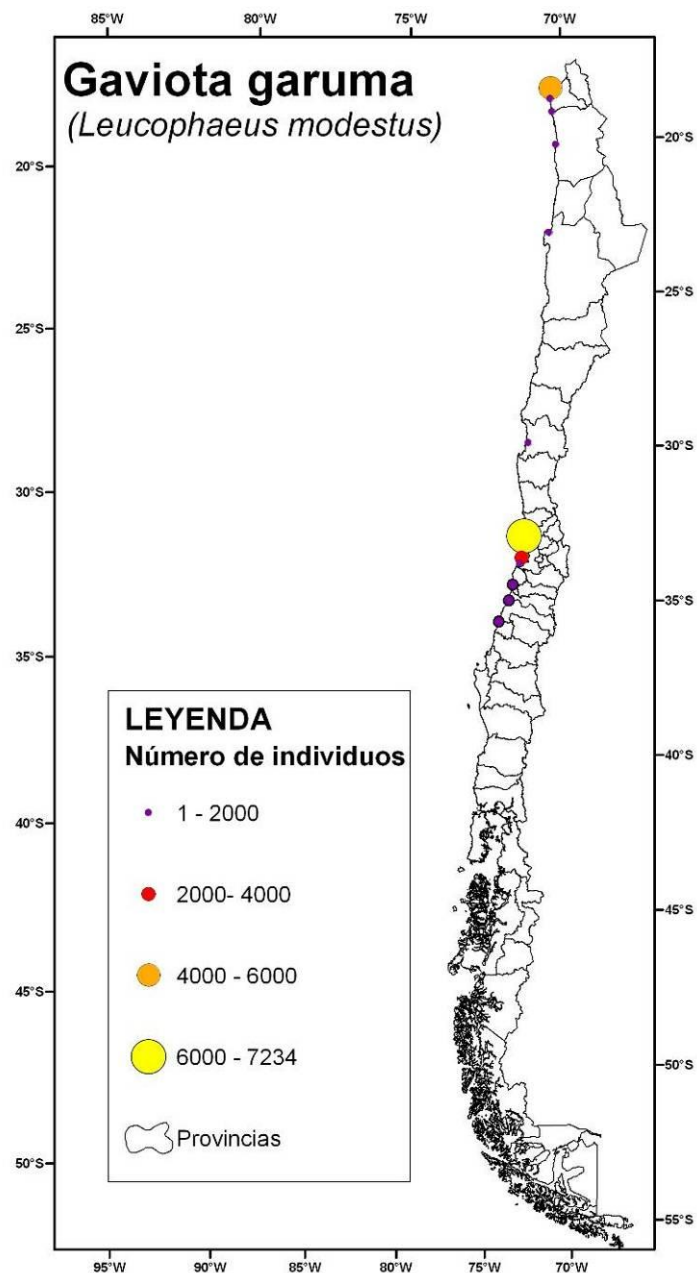 85°W 80°W 75°W 70°W
Gaviota garuma
(Leucophaeus modestus)
20°S
20°S
25°S
25°S
30°S
30°S
35°S
35°S
40°S
40°S
45°S
45°S
50°S
50°S
55°S
LEYENDA
Número de individuos
1 - 2000
2000- 4000
4000 - 6000
6000 - 7234
Provincias
95°W 90°W 85°W 80°W 75°W 70°W